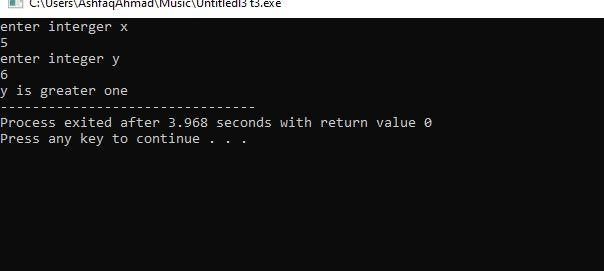 C:\Users\AshfaqAhmad\Music\Untitledl3 t3.exe
enter interger x
5
enter integer y
6
y is greater one
--------------------------------
Process exited after 3.968 seconds with return value 0
Press any key to continue . . .